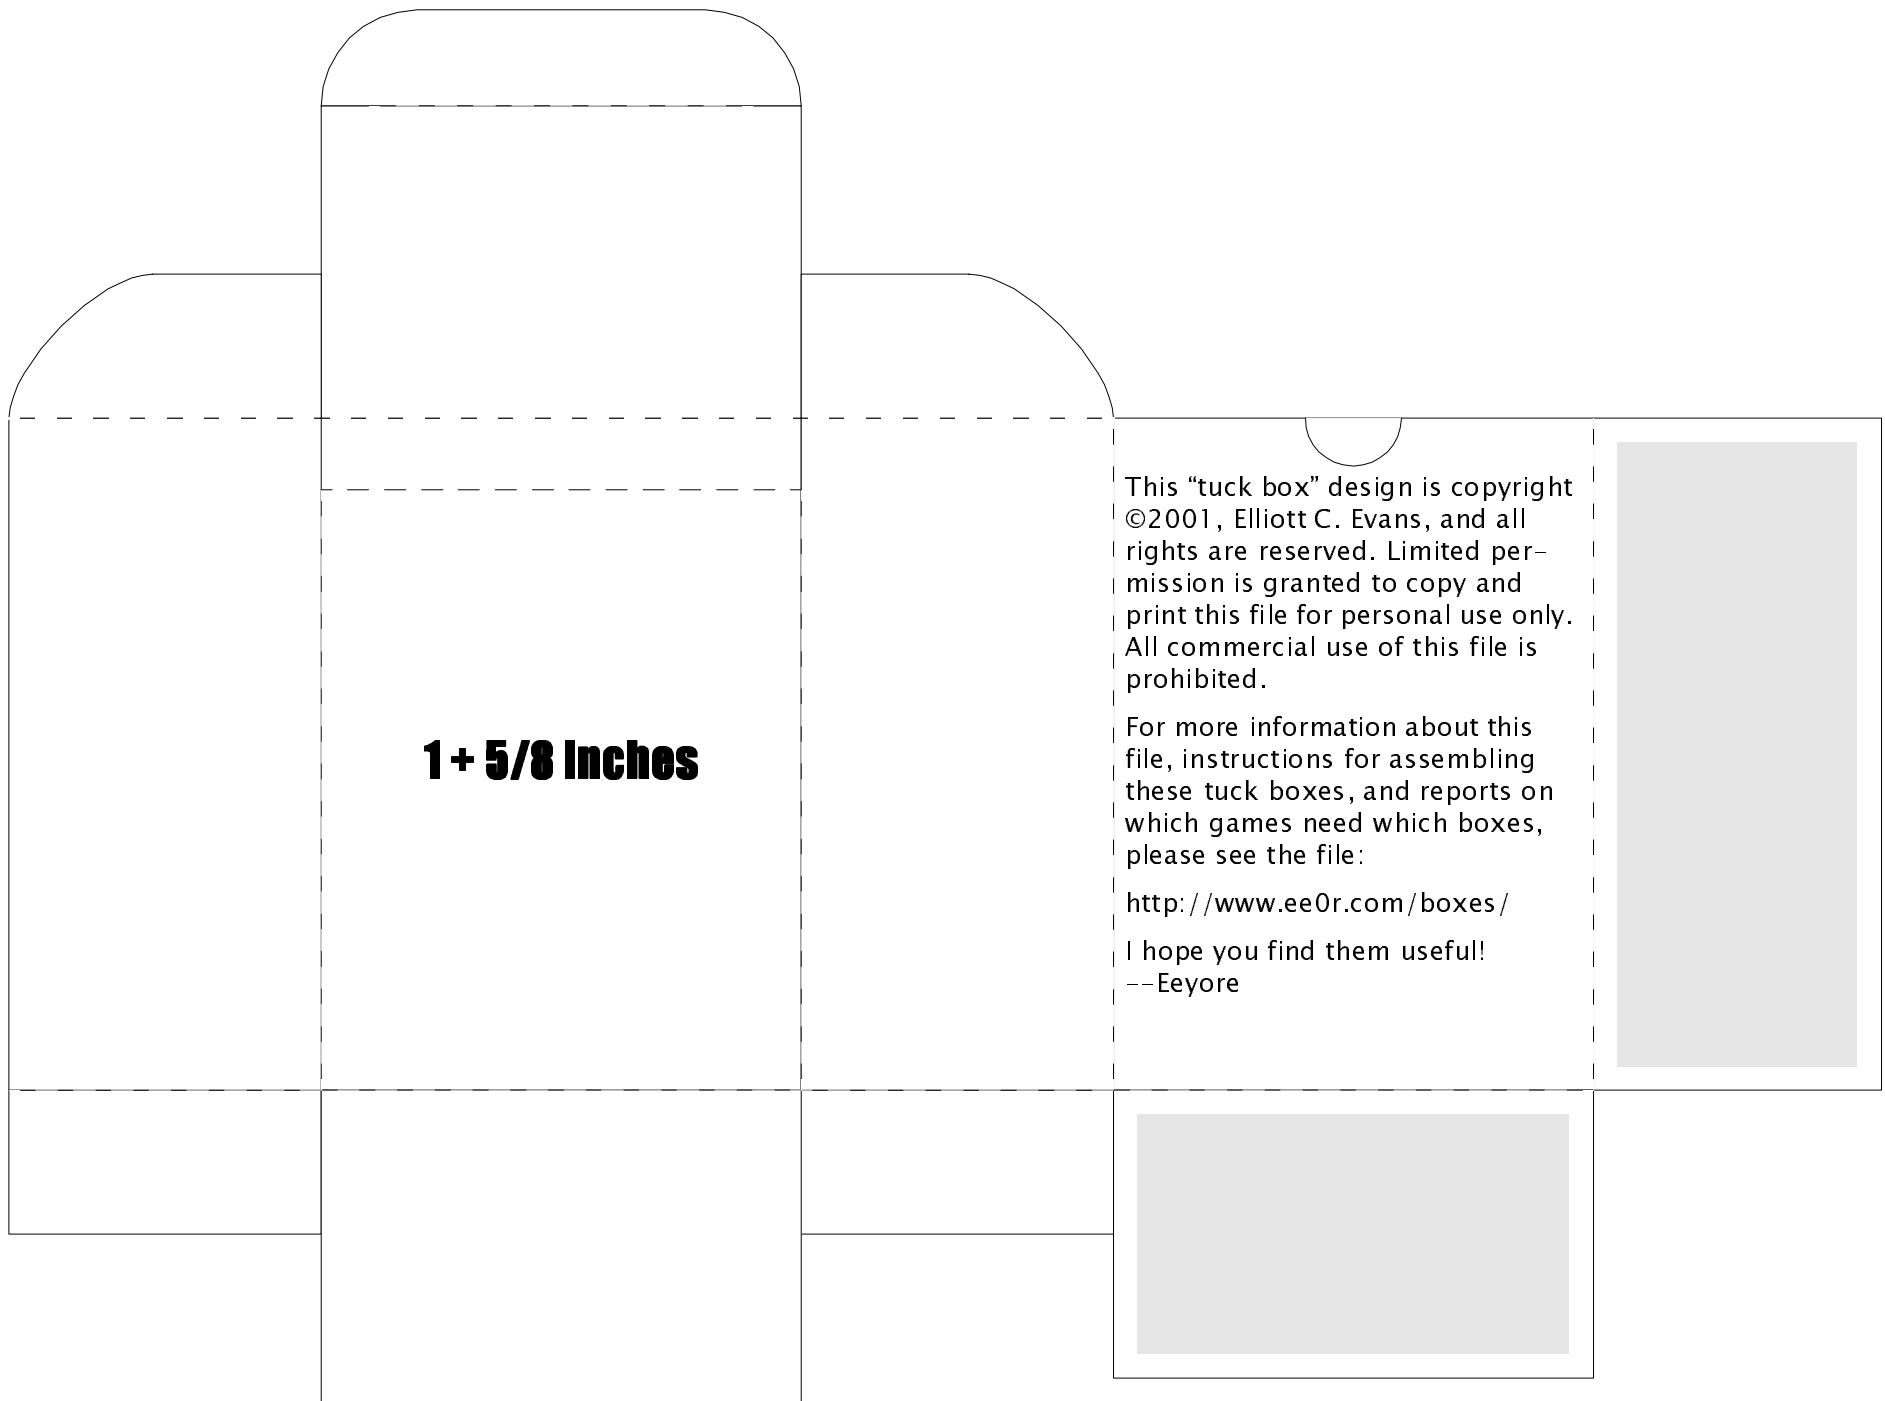 1 + 5/8 Inches
This “tuck box” design is copyright
©2001, Elliott C. Evans, and all
rights are reserved. Limited per-
mission is granted to copy and
print this file for personal use only.
All commercial use of this file is
prohibited.
For more information about this
file, instructions for assembling
these tuck boxes, and reports on
which games need which boxes,
please see the file:
http://www.ee0r.com/boxes/
I hope you find them useful!
--Eeyore